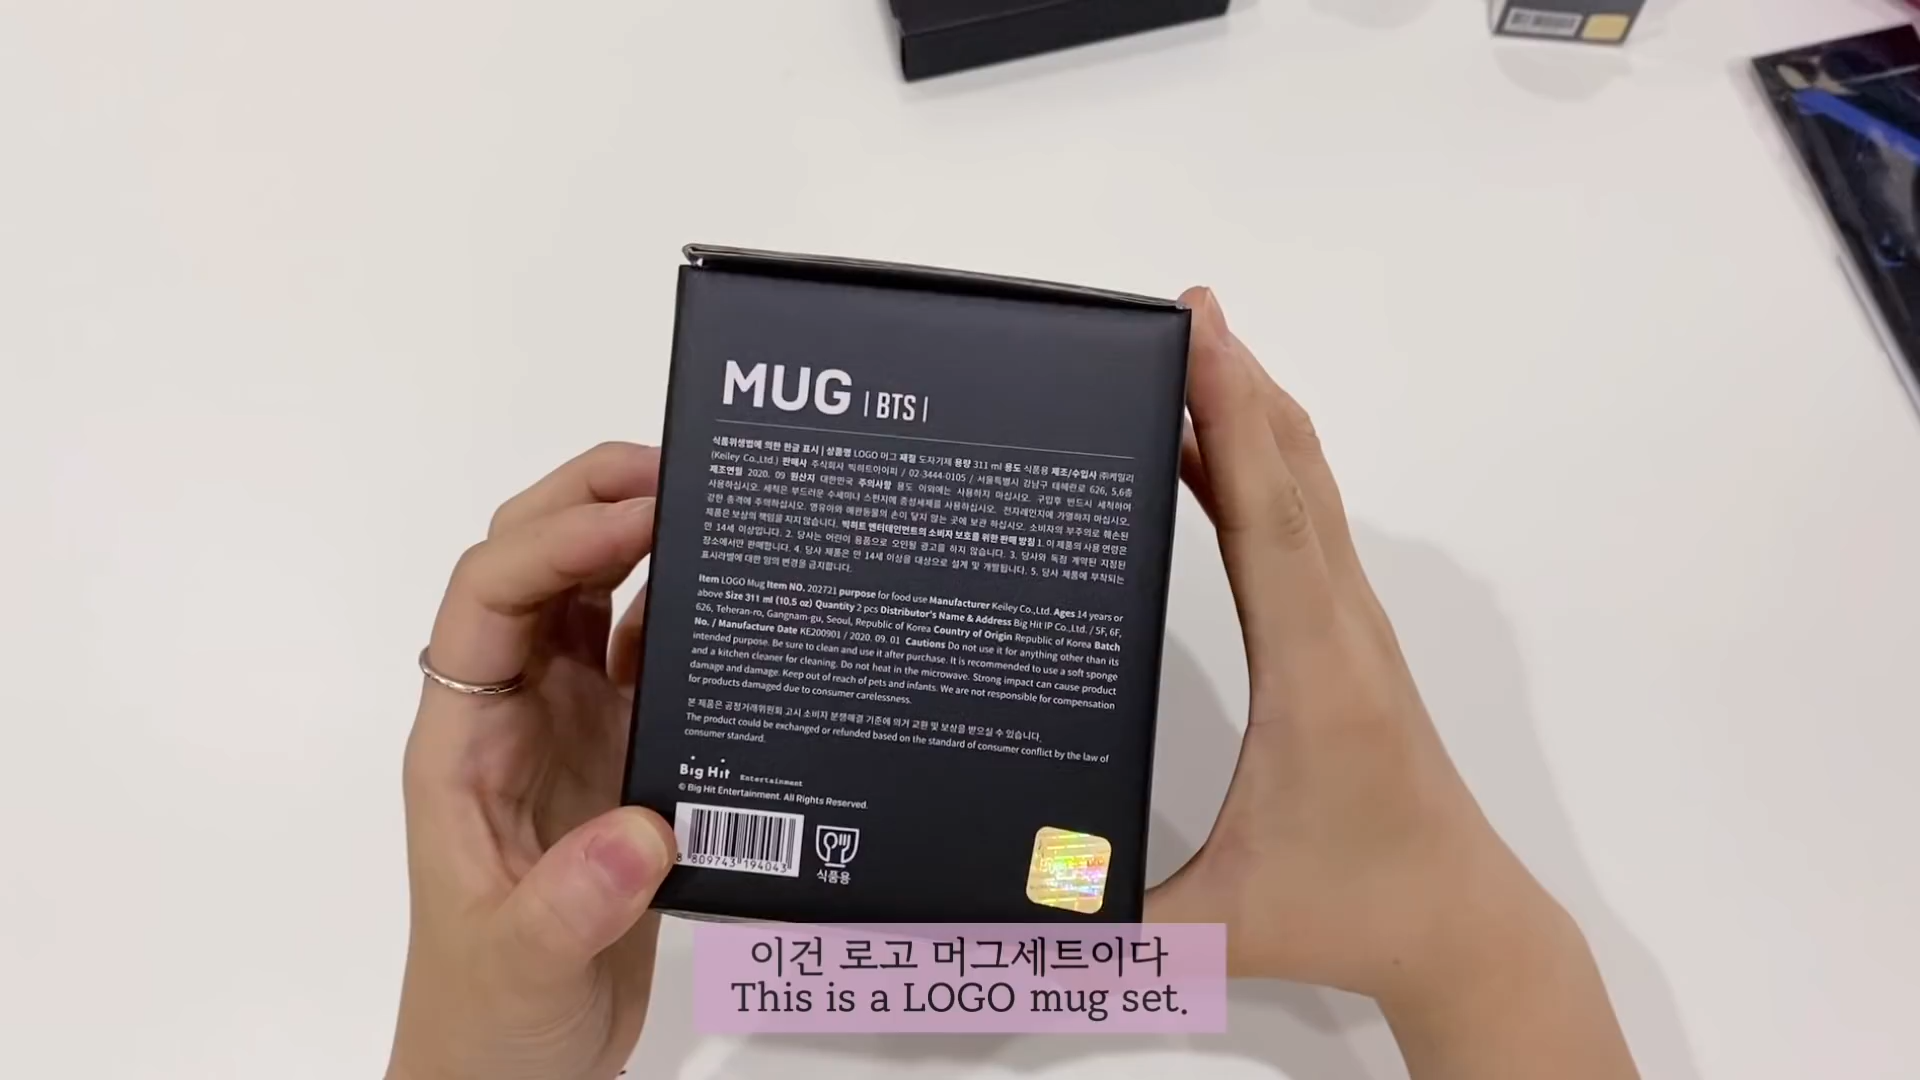 MUG | BTS |
식품위생법에 의한 한글 표시 | 상품명 LOGO 머그 재질 도자기제 용량 311 ml 용도 식품용 제조/수입사 ㈜케일리
(Keiley Co.,Ltd.) 판매사 주식회사 빅히트아이피 / 02-3444-0105 / 서울특별시 강남구 테헤란로 626, 5,6층
제조연월 2020. 09 원산지 대한민국 주의사항 용도 이외에는 사용하지 마십시오. 구입후 반드시 세척하여
사용하십시오. 세척은 부드러운 수세미나 스펀지에 중성세제를 사용하십시오. 전자레인지에 가열하지 마십시오.
강한 충격에 주의하십시오. 영유아와 애완동물의 손이 닿지 않는 곳에 보관 하십시오. 소비자의 부주의로 훼손된
제품은 보상의 책임을 지지 않습니다. 빅히트 엔터테인먼트의 소비자 보호를 위한 판매 방침 1. 이 제품의 사용 연령은
만 14세 이상입니다. 2. 당사는 어린이 용품으로 오인될 광고를 하지 않습니다. 3. 당사와 독점 계약된 지정된
장소에서만 판매합니다. 4. 당사 제품은 만 14세 이상을 대상으로 설계 및 개발됩니다. 5. 당사 제품에 부착되는
표시라벨에 대한 임의 변경을 금지합니다.
Item LOGO Mug Item NO. 202721 purpose for food use Manufacturer Keiley Co.,Ltd. Ages 14 years or
above Size 311 ml (10.5 oz) Quantity 2 pcs Distributor's Name & Address Big Hit IP Co.,Ltd. / 5F, 6F,
626, Teheran-ro, Gangnam-gu, Seoul, Republic of Korea Country of Origin Republic of Korea Batch
No. / Manufacture Date KE200901 / 2020. 09. 01 Cautions Do not use it for anything other than its
intended purpose. Be sure to clean and use it after purchase. It is recommended to use a soft sponge
and a kitchen cleaner for cleaning. Do not heat in the microwave. Strong impact can cause product
damage and damage. Keep out of reach of pets and infants. We are not responsible for compensation
for products damaged due to consumer carelessness.
본 제품은 공정거래위원회 고시 소비자 분쟁해결 기준에 의거 교환 및 보상을 받으실 수 있습니다.
The product could be exchanged or refunded based on the standard of consumer conflict by the law of
consumer standard.
Big Hit Entertainment
© Big Hit Entertainment. All Rights Reserved.
8 809743 194043
식품용
이건 로고 머그세트이다
This is a LOGO mug set.